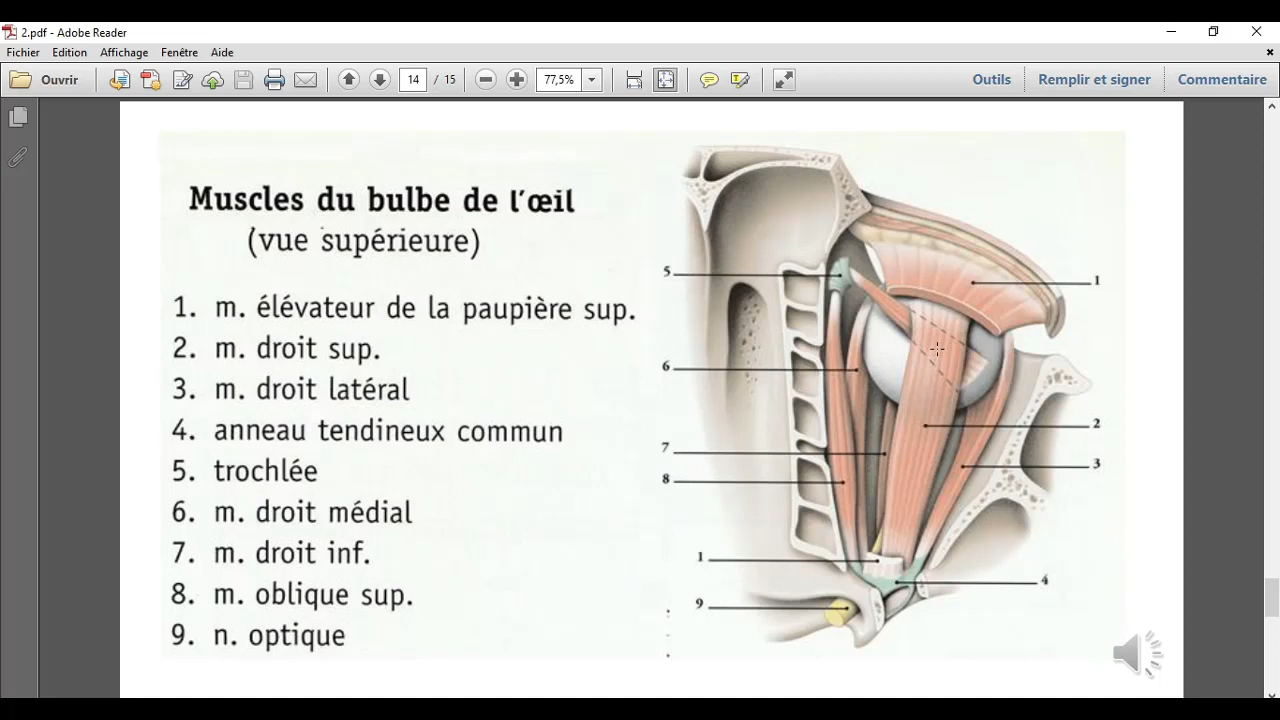 2.pdf - Adobe Reader
Fichier Edition Affichage Fenêtre Aide
Ouvrir 14 / 15 77,5% Outils Remplir et signer Commentaire
Muscles du bulbe de l'œil
(vue supérieure)
1. m. élévateur de la paupière sup.
2. m. droit sup.
3. m. droit latéral
4. anneau tendineux commun
5. trochlée
6. m. droit médial
7. m. droit inf.
8. m. oblique sup.
9. n. optique
5
1
6
2
7
3
8
1
4
9